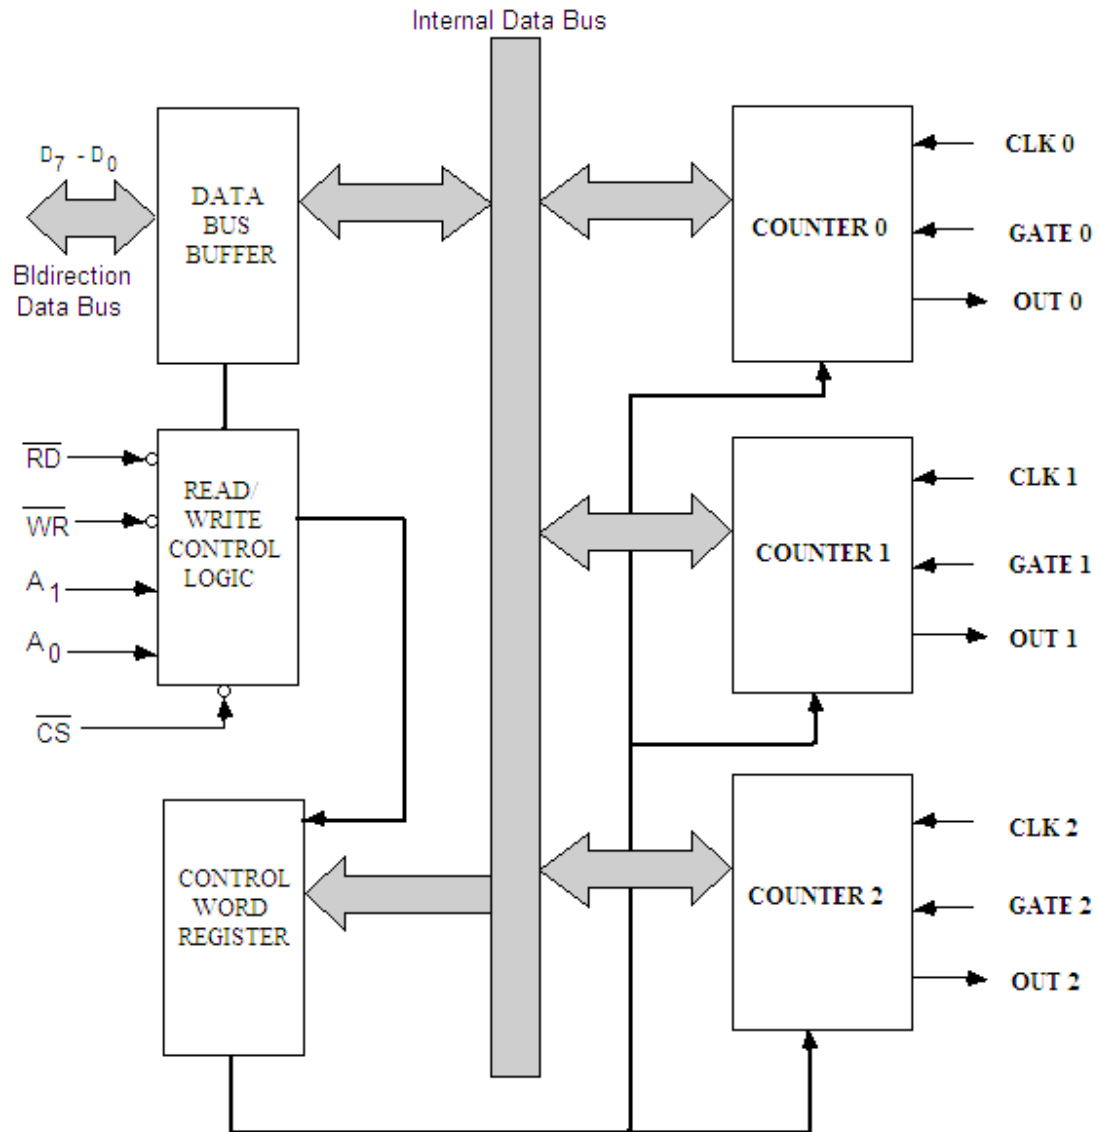 Internal Data Bus
D7 - D0
BIdirection
Data Bus
DATA
BUS
BUFFER
RD
WR
A1
A0
CS
READ/
WRITE
CONTROL
LOGIC
CONTROL
WORD
REGISTER
COUNTER 0
CLK 0
GATE 0
OUT 0
COUNTER 1
CLK 1
GATE 1
OUT 1
COUNTER 2
CLK 2
GATE 2
OUT 2